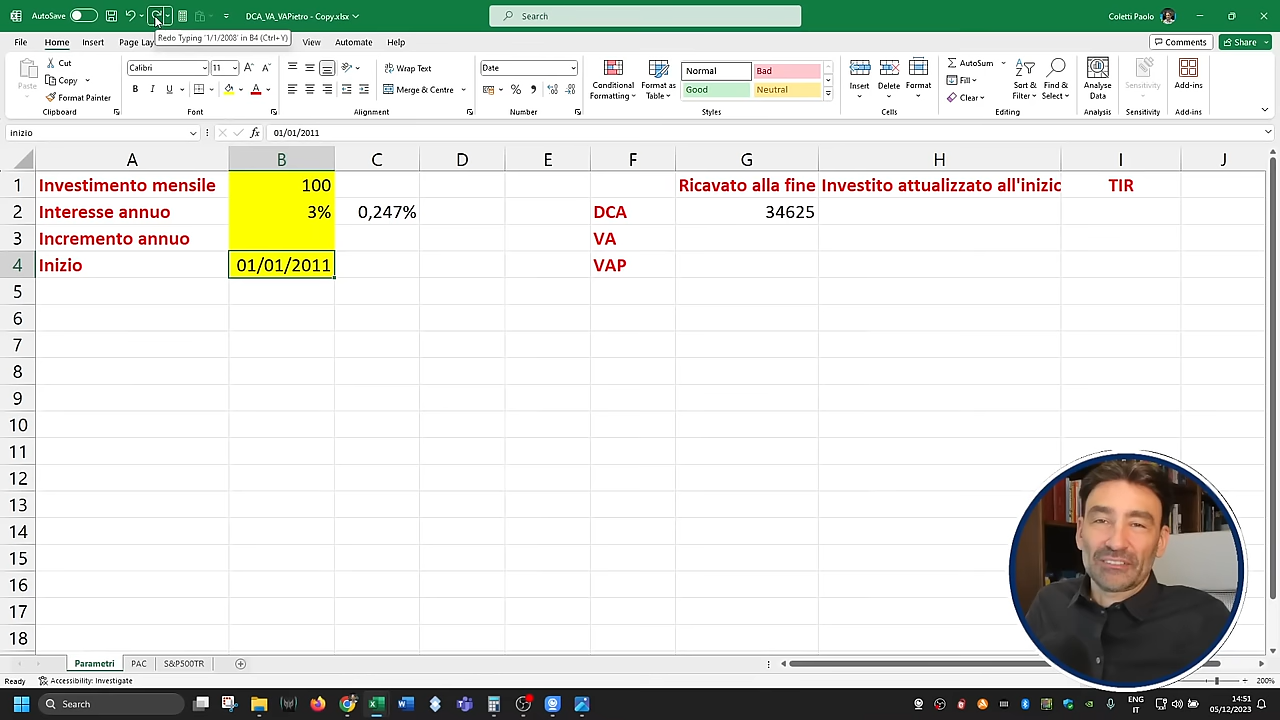 AutoSave
DCA_VA_VAPietro - Copy.xlsx
Search
Coletti Paolo
Redo Typing '1/1/2008' in B4 (Ctrl+Y)
File
Home
Insert
Page Lay
View
Automate
Help
Comments
Share
Paste
Cut
Copy
Format Painter
Clipboard
Calibri
11
B I U
Font
Wrap Text
Merge & Centre
Alignment
Date
Number
Conditional Formatting
Format as Table
Normal
Bad
Good
Neutral
Styles
Insert
Delete
Format
Cells
AutoSum
Fill
Clear
Sort & Filter
Find & Select
Editing
Analyse Data
Analysis
Sensitivity
Sensitivity
Add-ins
Add-ins
inizio
fx
01/01/2011
A B C D E F G H I J
1 Investimento mensile 100 Ricavato alla fine Investito attualizzato all'inizic TIR
2 Interesse annuo 3% 0,247% DCA 34625
3 Incremento annuo VA
4 Inizio 01/01/2011 VAP
5
6
7
8
9
10
11
12
13
14
15
16
17
18
Parametri
PAC
S&P500TR
Ready
Accessibility: Investigate
200%
Search
ENG
IT
14:51
05/12/2023